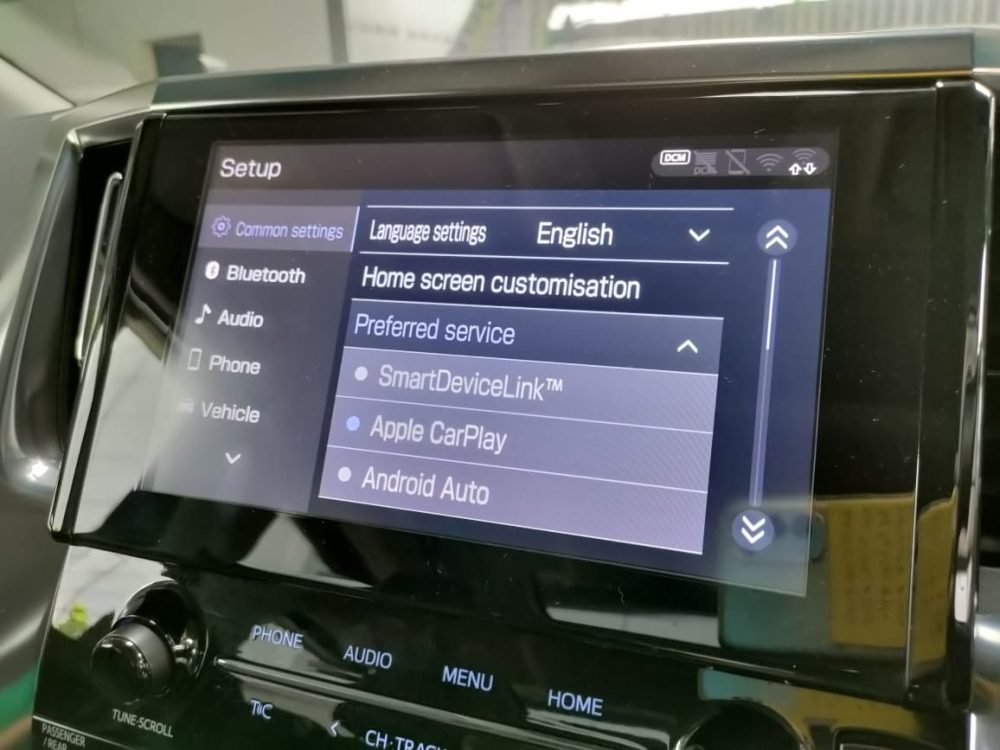 Setup
DCM
DCM
Common settings
Bluetooth
Audio
Phone
Vehicle
Language settings English
Home screen customisation
Preferred service
SmartDeviceLink™
Apple CarPlay
Android Auto
PHONE
AUDIO
MENU
HOME
TUNE·SCROLL
CH·TRACK
PASSENGER
/REAR